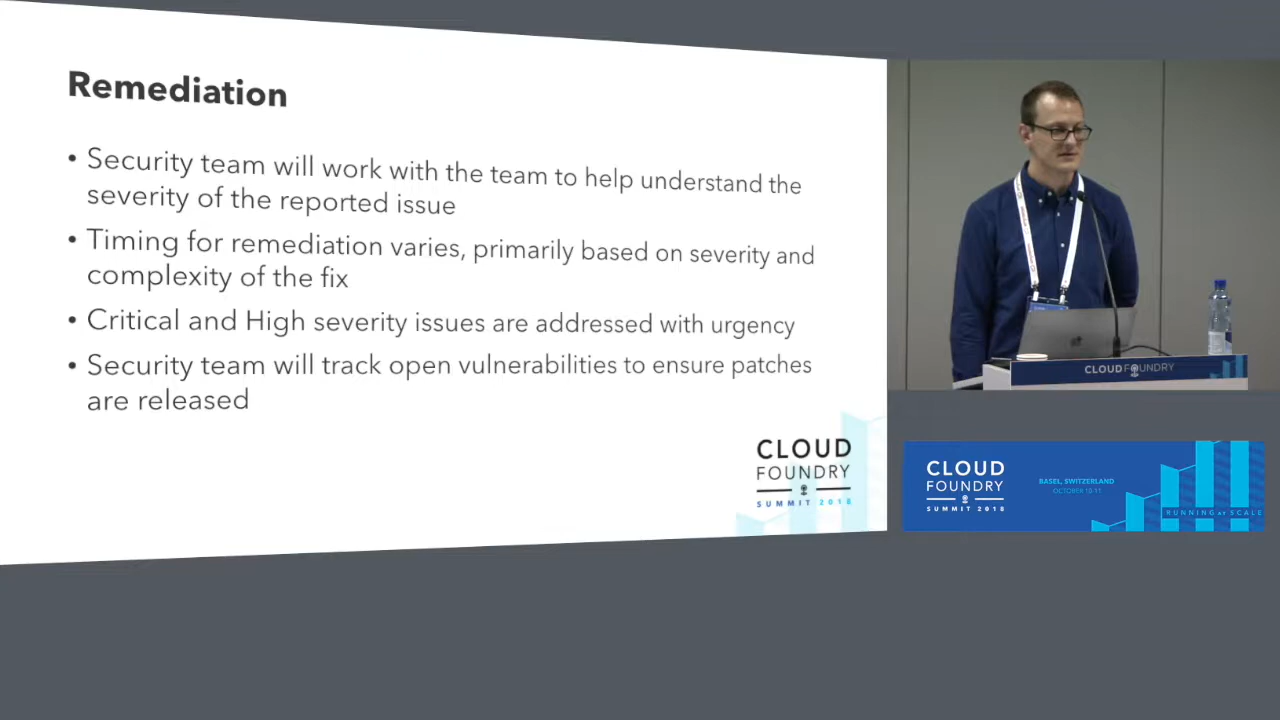 Remediation
• Security team will work with the team to help understand the
severity of the reported issue
• Timing for remediation varies, primarily based on severity and
complexity of the fix
• Critical and High severity issues are addressed with urgency
• Security team will track open vulnerabilities to ensure patches
are released
CLOUD
FOUNDRY
SUMMIT 2018
CLOUD FOUNDRY
CLOUD
FOUNDRY
SUMMIT 2018
BASEL, SWITZERLAND
OCTOBER 10-11
RUNNING at SCALE